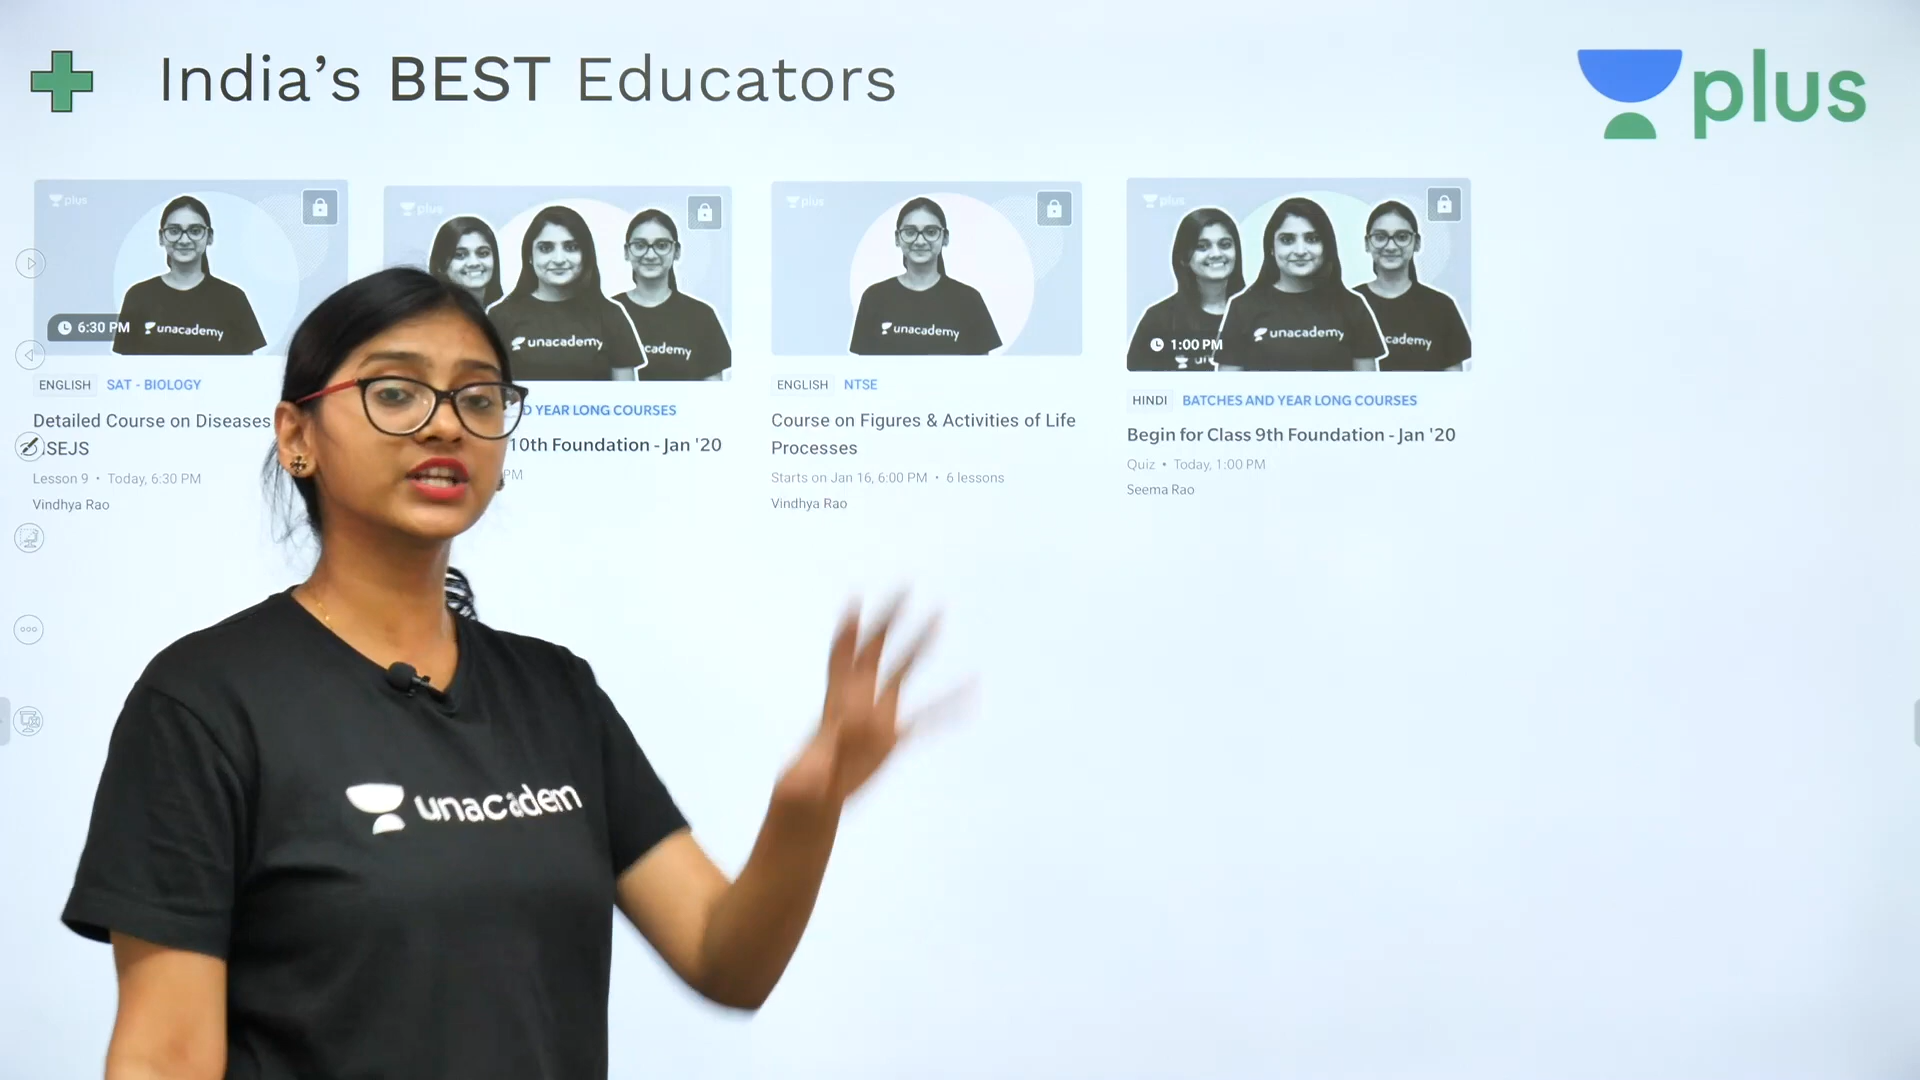 India's BEST Educators
plus
plus
plus
plus
plus
6:30 PM
unacademy
unacademy
cademy
unacademy
1:00 PM
unacademy
cademy
ENGLISH SAT - BIOLOGY
Detailed Course on Diseases
Lesson 9 • Today, 6:30 PM
Vindhya Rao
D YEAR LONG COURSES
10th Foundation - Jan '20
PM
ENGLISH NTSE
Course on Figures & Activities of Life
Processes
Starts on Jan 16, 6:00 PM • 6 lessons
Vindhya Rao
HINDI BATCHES AND YEAR LONG COURSES
Begin for Class 9th Foundation - Jan '20
Quiz • Today, 1:00 PM
Seema Rao
unacadem